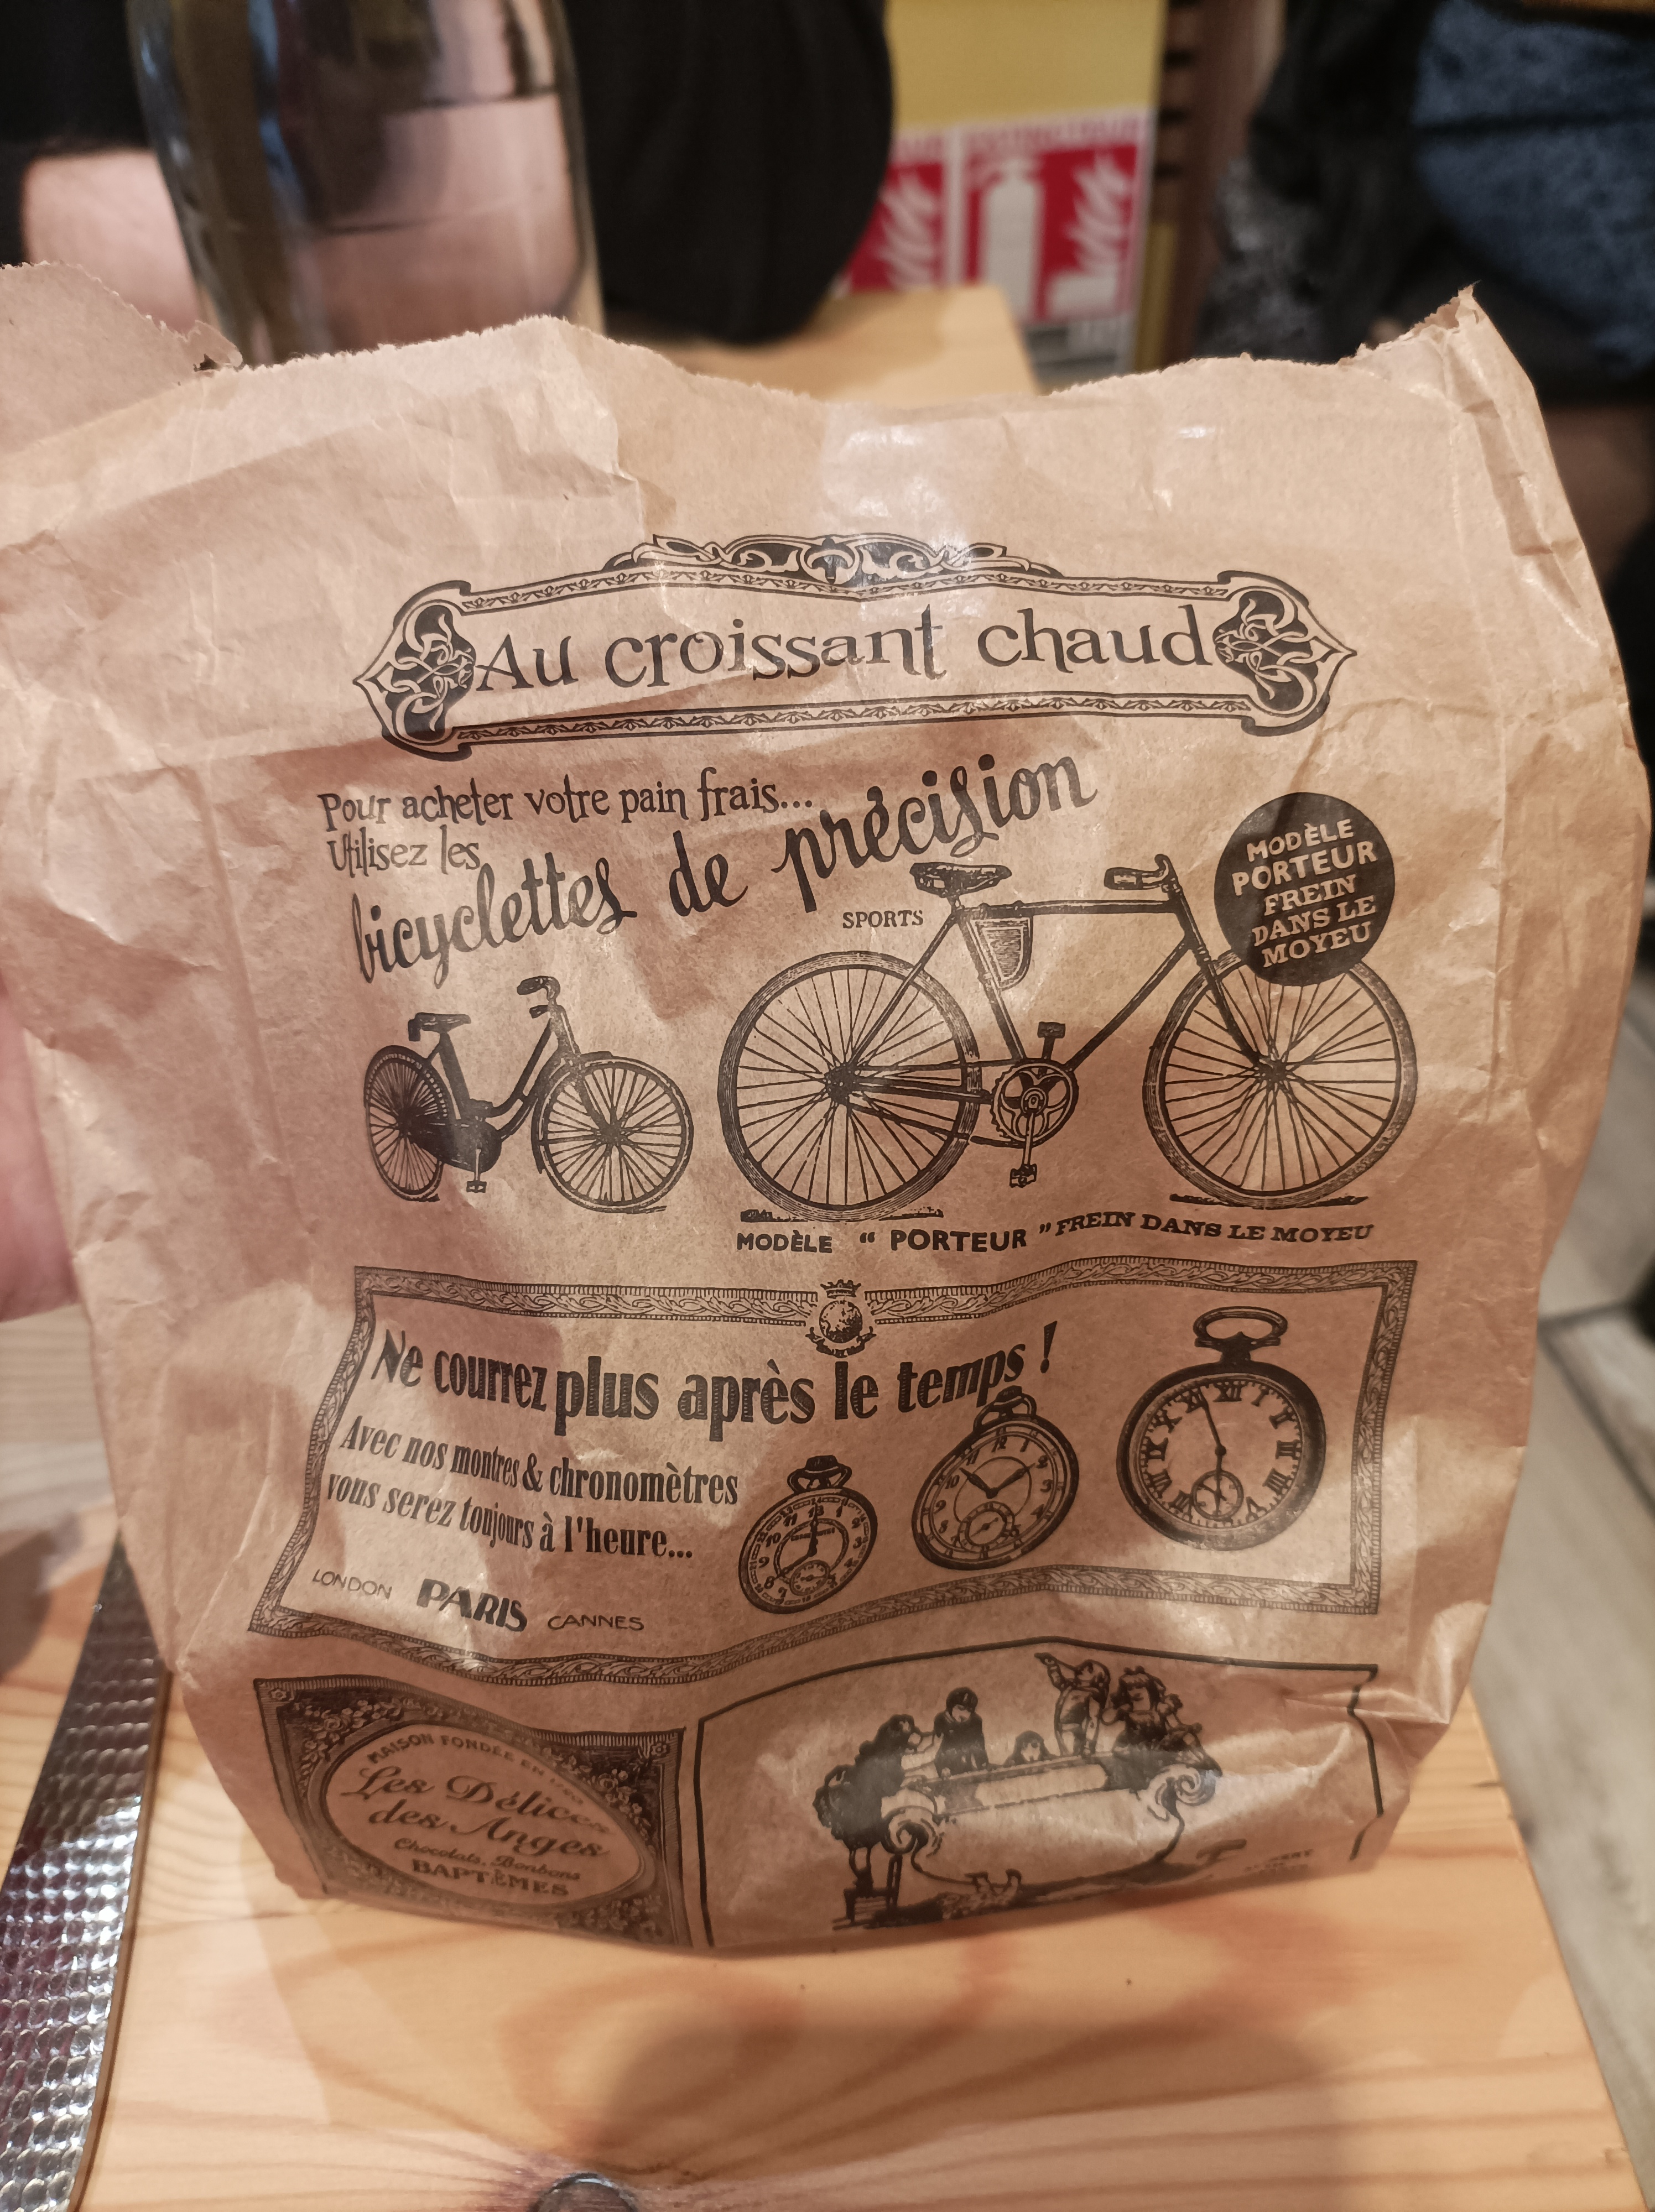 Au croissant chaud
Pour acheter votre pain frais...
Utilisez les
bicyclettes de précision
SPORTS
MODÈLE
PORTEUR
FREIN
DANS LE
MOYEU
MODÈLE “ PORTEUR ” FREIN DANS LE MOYEU
Ne courrez plus après le temps !
Avec nos montres & chronomètres
vous serez toujours à l'heure...
LONDON PARIS CANNES
MAISON FONDÉE EN
Les Délices
des Anges
Chocolats, Bonbons
BAPTÊMES